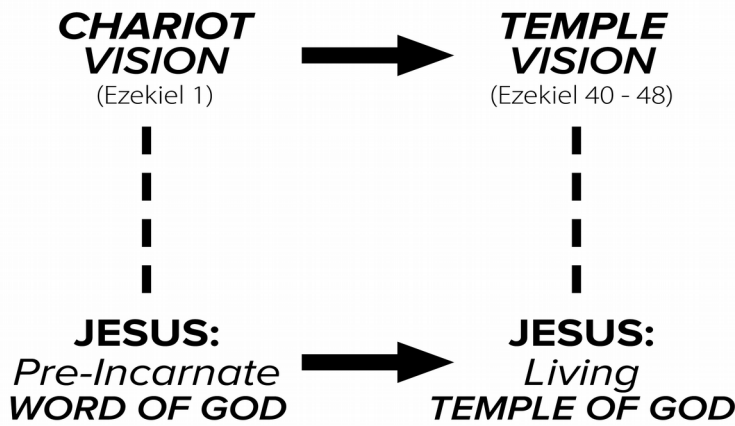 CHARIOT
VISION
(Ezekiel 1)
TEMPLE
VISION
(Ezekiel 40 - 48)
JESUS:
Pre-Incarnate
WORD OF GOD
JESUS:
Living
TEMPLE OF GOD